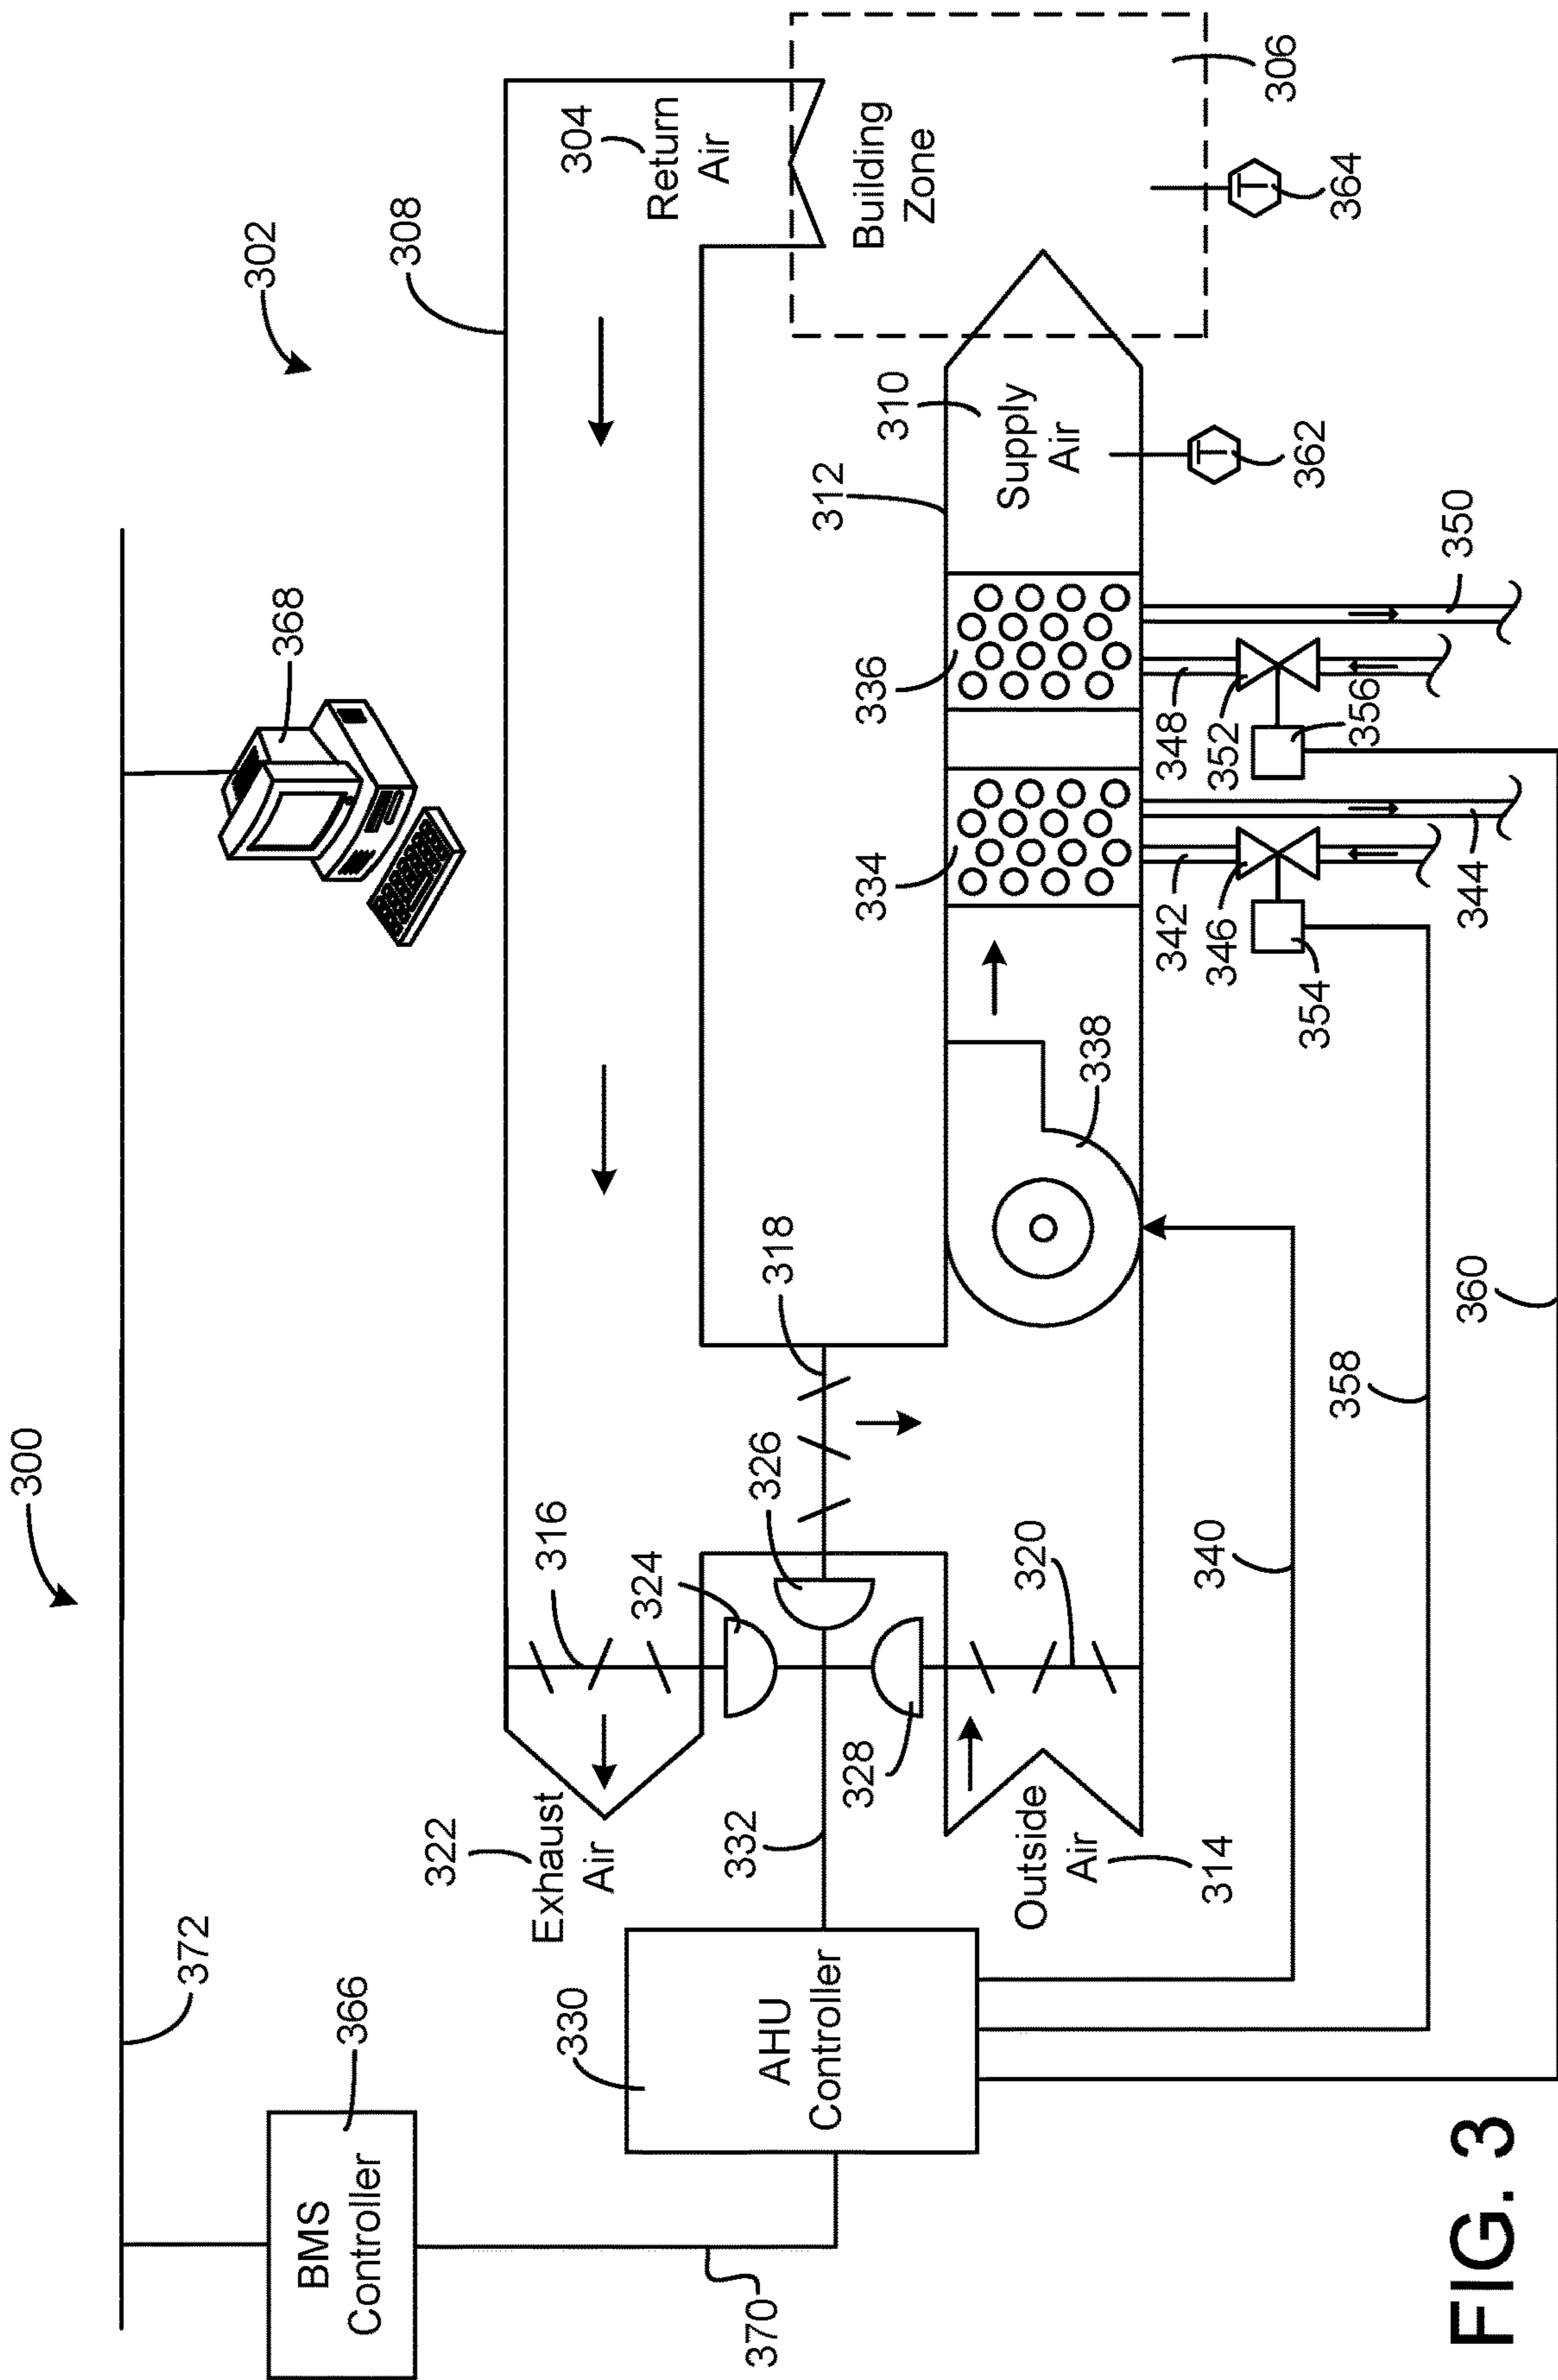 300
302
372
368
308
366
BMS
Controller
370
330
AHU
Controller
322
Exhaust
Air
316
324
326
318
332
328
304
Return
Air
Building
Zone
306
364
312
310
Supply
Air
362
334
336
338
320
Outside
Air
314
342
346
354
344
348
352
356
350
340
358
360
T
T
FIG. 3